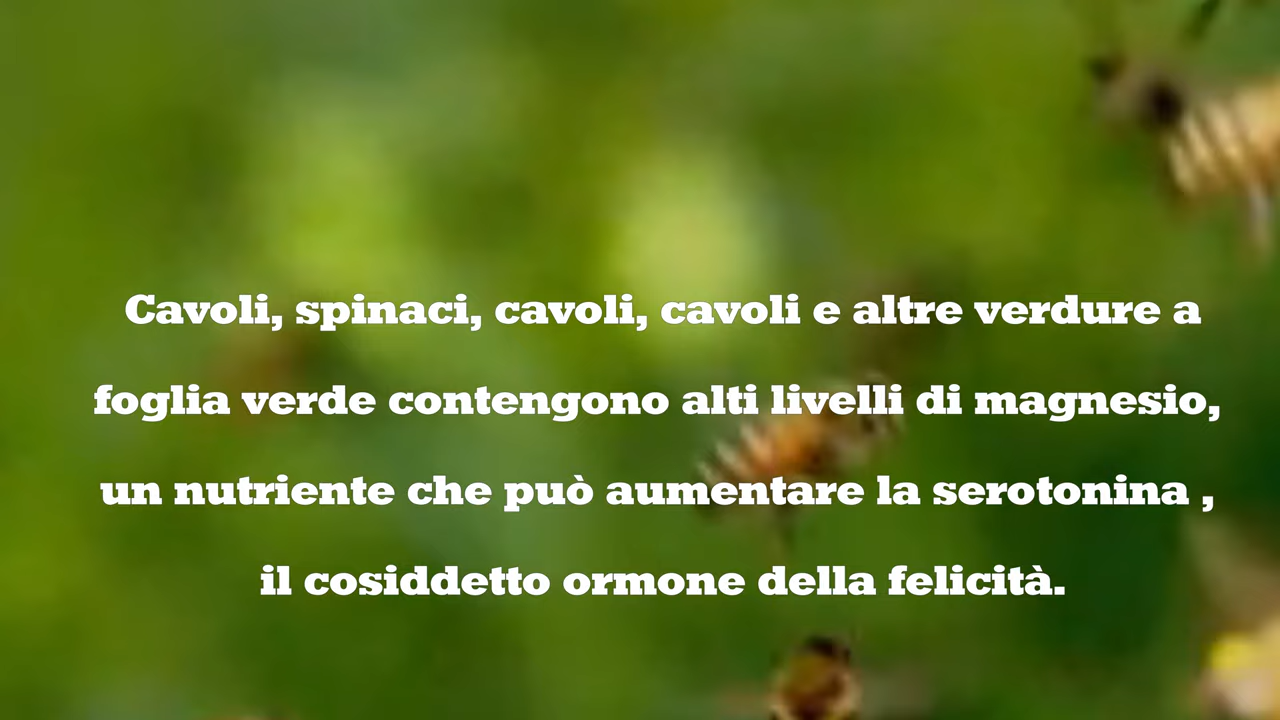 Cavoli, spinaci, cavoli, cavoli e altre verdure a
foglia verde contengono alti livelli di magnesio,
un nutriente che può aumentare la serotonina ,
il cosiddetto ormone della felicità.